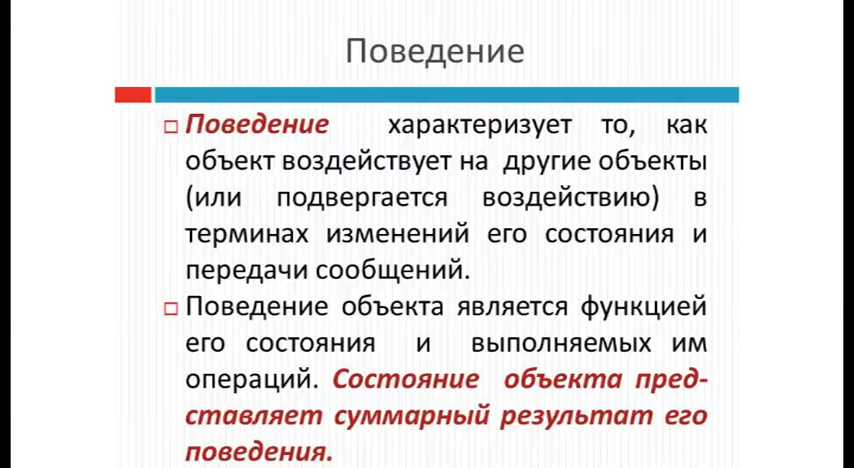 Поведение
Поведение характеризует то, как
объект воздействует на другие объекты
(или подвергается воздействию) в
терминах изменений его состояния и
передачи сообщений.
Поведение объекта является функцией
его состояния и выполняемых им
операций. Состояние объекта пред-
ставляет суммарный результат его
поведения.